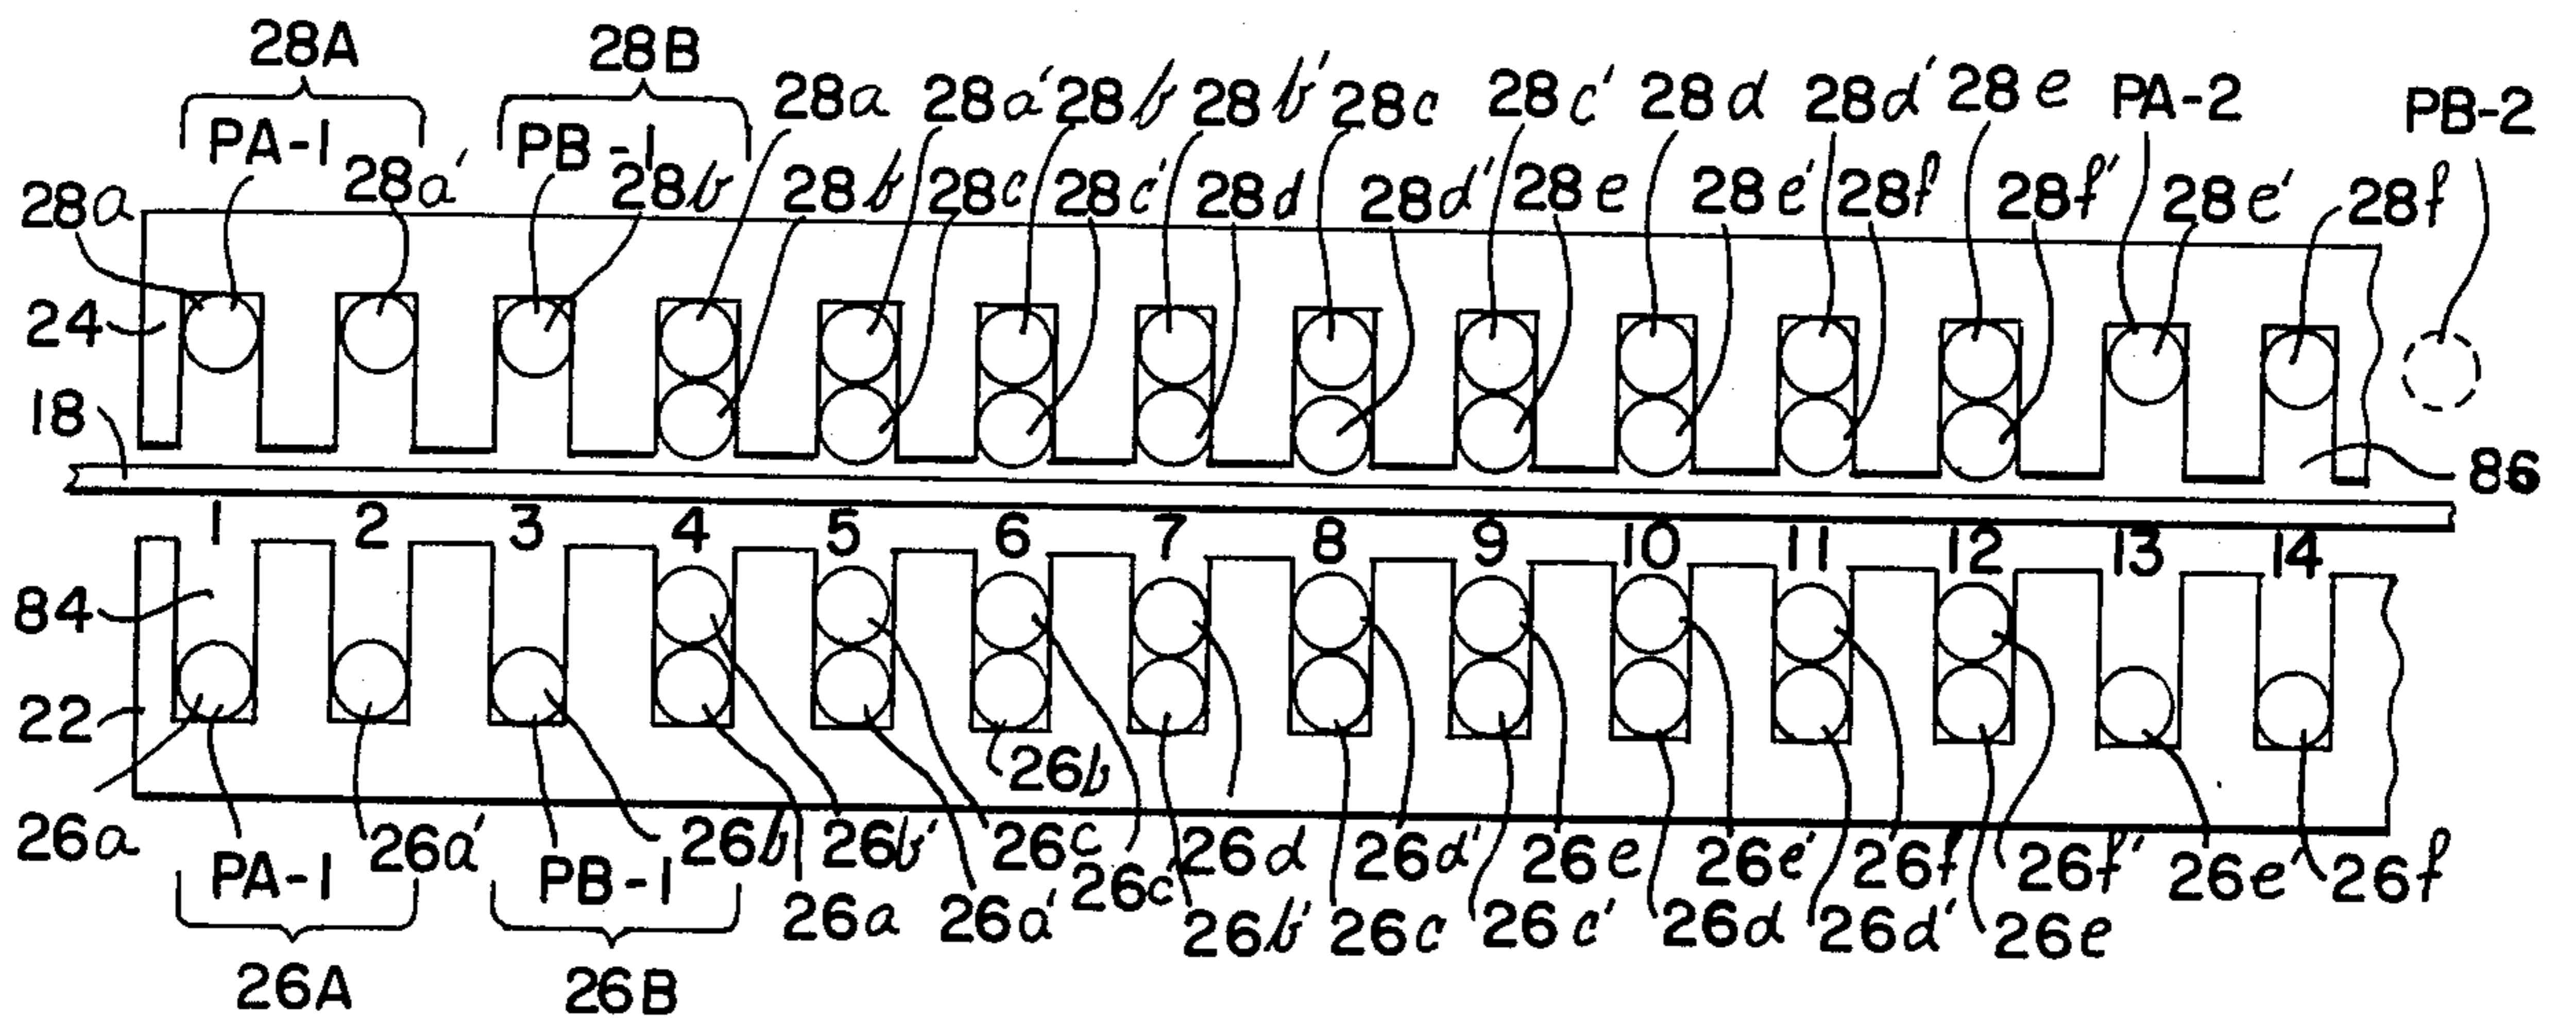 28A 28B
28a 28a′ 28b 28b′ 28c 28c′ 28d 28d′ 28e PA-2 PB-2
PA-1 PB-1
28a 28a′ 28b 28b 28c 28c′ 28d 28d′ 28e 28e′ 28f 28f′ 28e′ 28f
24
18
86
1 2 3 4 5 6 7 8 9 10 11 12 13 14
84
22
26b
26a 26a′ 26b 26b′ 26c 26c′ 26d 26d′ 26e 26e′ 26f 26f′ 26e′ 26f
PA-1 PB-1
26a 26a′ 26b′ 26c 26c′ 26d 26d′ 26e
26A 26B